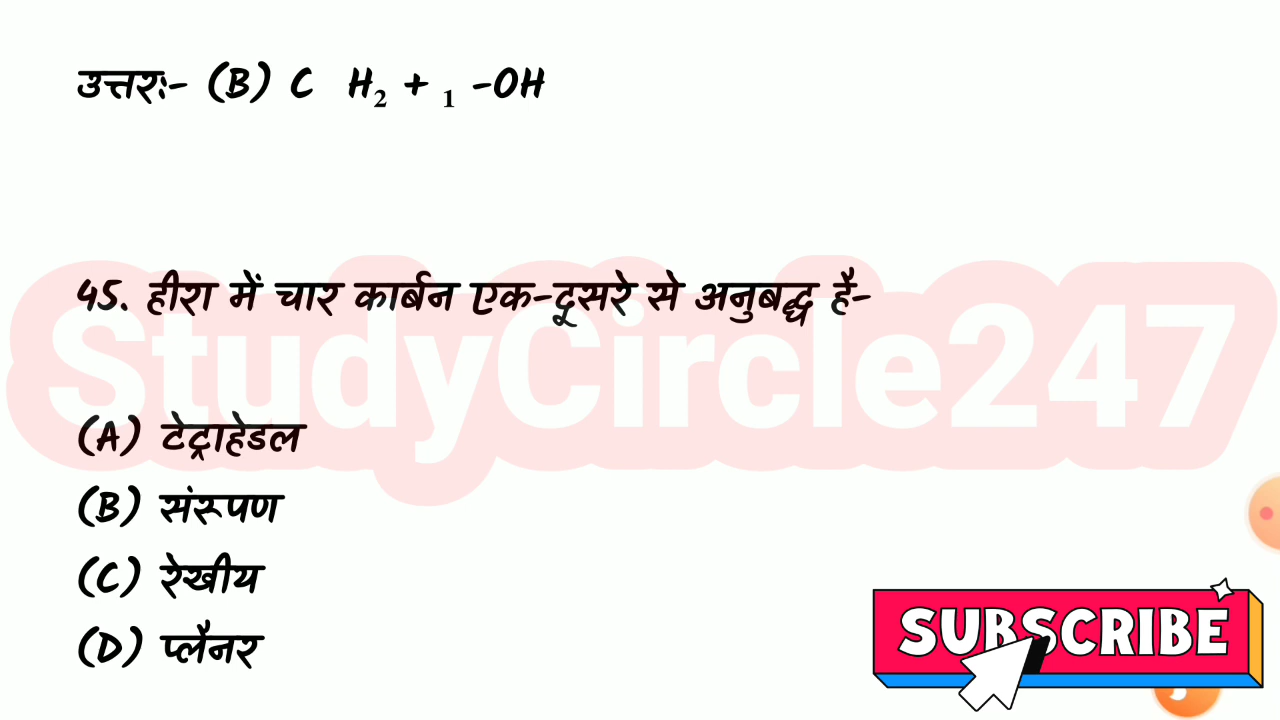 उत्तरः- (B) C H₂ + ₁ -OH
45. हीरा में चार कार्बन एक-दूसरे से अनुबद्ध है-
StudyCircle247
(A) टेट्राहेडल
(B) संरूपण
(C) रेखीय
(D) प्लैनर
SUBSCRIBE